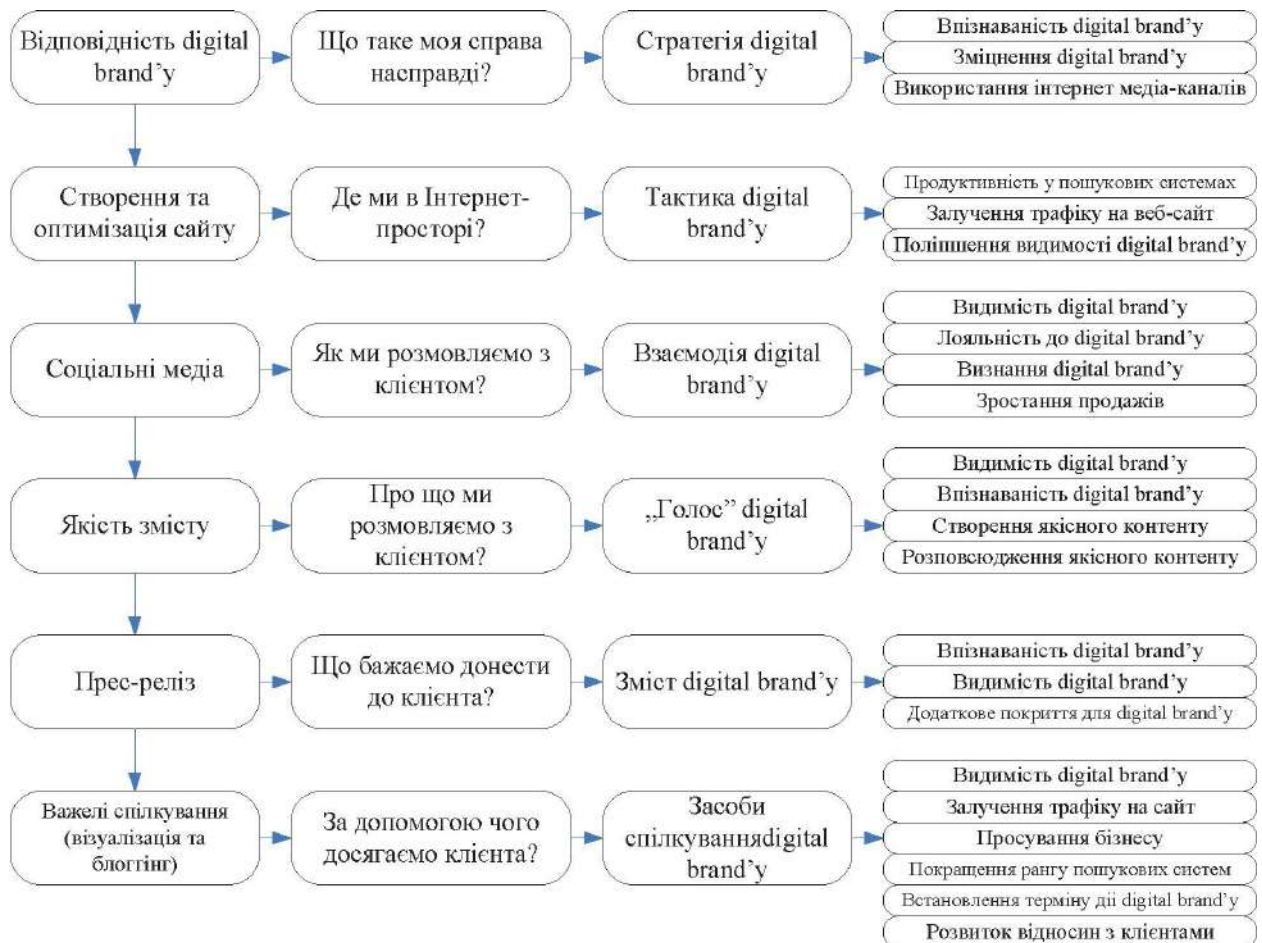 Відповідність digital
brand’у
Що таке моя справа
насправді?
Стратегія digital
brand’у
Впізнаваність digital brand’у
Зміцнення digital brand’у
Використання інтернет медіа-каналів
Створення та
оптимізація сайту
Де ми в Інтернет-
просторі?
Тактика digital
brand’у
Продуктивність у пошукових системах
Залучення трафіку на веб-сайт
Поліпшення видимості digital brand’у
Соціальні медіа
Як ми розмовляємо з
клієнтом?
Взаємодія digital
brand’у
Видимість digital brand’у
Лояльність до digital brand’у
Визнання digital brand’у
Зростання продажів
Якість змісту
Про що ми
розмовляємо з
клієнтом?
„Голос” digital
brand’у
Видимість digital brand’у
Впізнаваність digital brand’у
Створення якісного контенту
Розповсюдження якісного контенту
Прес-реліз
Що бажаємо донести
до клієнта?
Зміст digital brand’у
Впізнаваність digital brand’у
Видимість digital brand’у
Додаткове покриття для digital brand’у
Важелі спілкування
(візуалізація та
блоггінг)
За допомогою чого
досягаємо клієнта?
Засоби
спілкуванняdigital
brand’у
Видимість digital brand’у
Залучення трафіку на сайт
Просування бізнесу
Покращення рангу пошукових систем
Встановлення терміну дії digital brand’у
Розвиток відносин з клієнтами